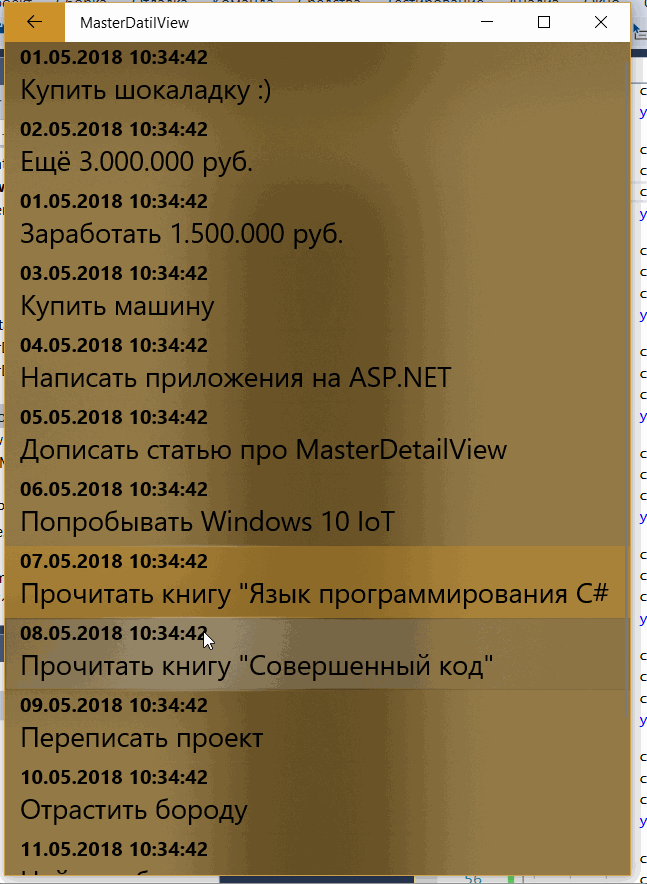 MasterDatilView
01.05.2018 10:34:42
Купить шокаладку :)
02.05.2018 10:34:42
Ещё 3.000.000 руб.
01.05.2018 10:34:42
Заработать 1.500.000 руб.
03.05.2018 10:34:42
Купить машину
04.05.2018 10:34:42
Написать приложения на ASP.NET
05.05.2018 10:34:42
Дописать статью про MasterDetailView
06.05.2018 10:34:42
Попробывать Windows 10 IoT
07.05.2018 10:34:42
Прочитать книгу "Язык программирования C#
08.05.2018 10:34:42
Прочитать книгу "Совершенный код"
09.05.2018 10:34:42
Переписать проект
10.05.2018 10:34:42
Отрастить бороду
11.05.2018 10:34:42